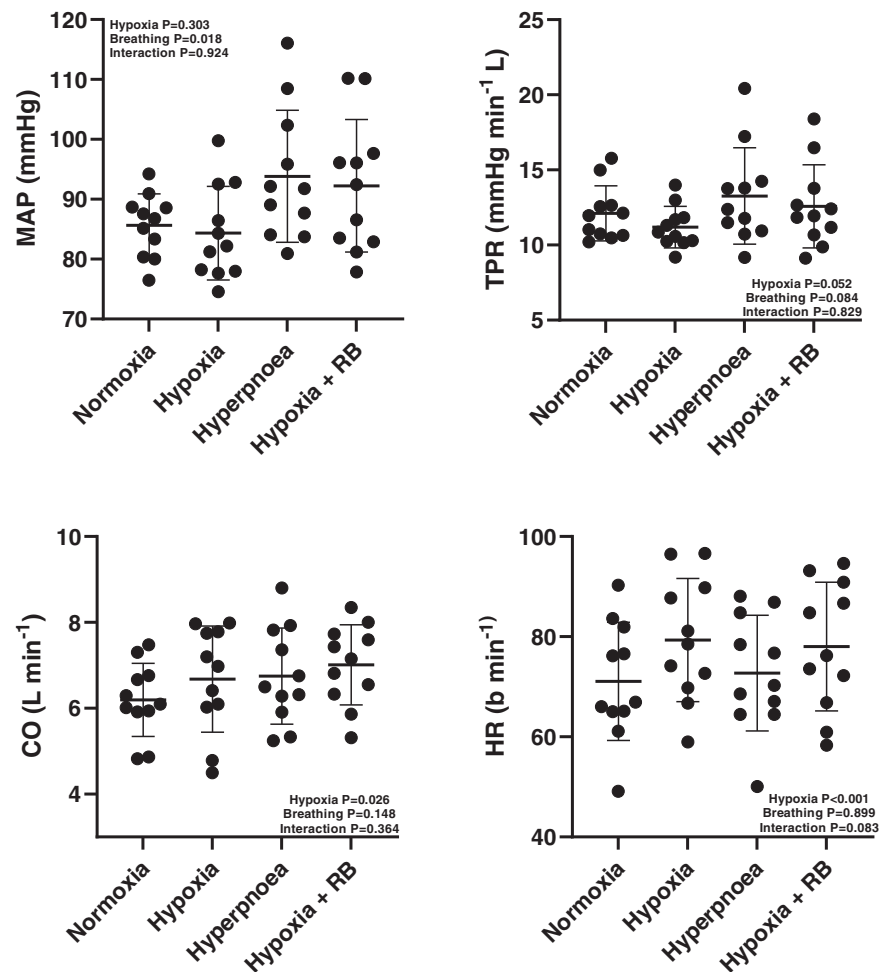 120
110
100
90
80
70
MAP (mmHg)
Hypoxia P=0.303
Breathing P=0.018
Interaction P=0.924
Normoxia
Hypoxia
Hyperpnoea
Hypoxia + RB
25
20
15
10
5
TPR (mmHg min⁻¹ L)
Hypoxia P=0.052
Breathing P=0.084
Interaction P=0.829
Normoxia
Hypoxia
Hyperpnoea
Hypoxia + RB
10
8
6
4
CO (L min⁻¹)
Hypoxia P=0.026
Breathing P=0.148
Interaction P=0.364
Normoxia
Hypoxia
Hyperpnoea
Hypoxia + RB
100
80
60
40
HR (b min⁻¹)
Hypoxia P<0.001
Breathing P=0.899
Interaction P=0.083
Normoxia
Hypoxia
Hyperpnoea
Hypoxia + RB